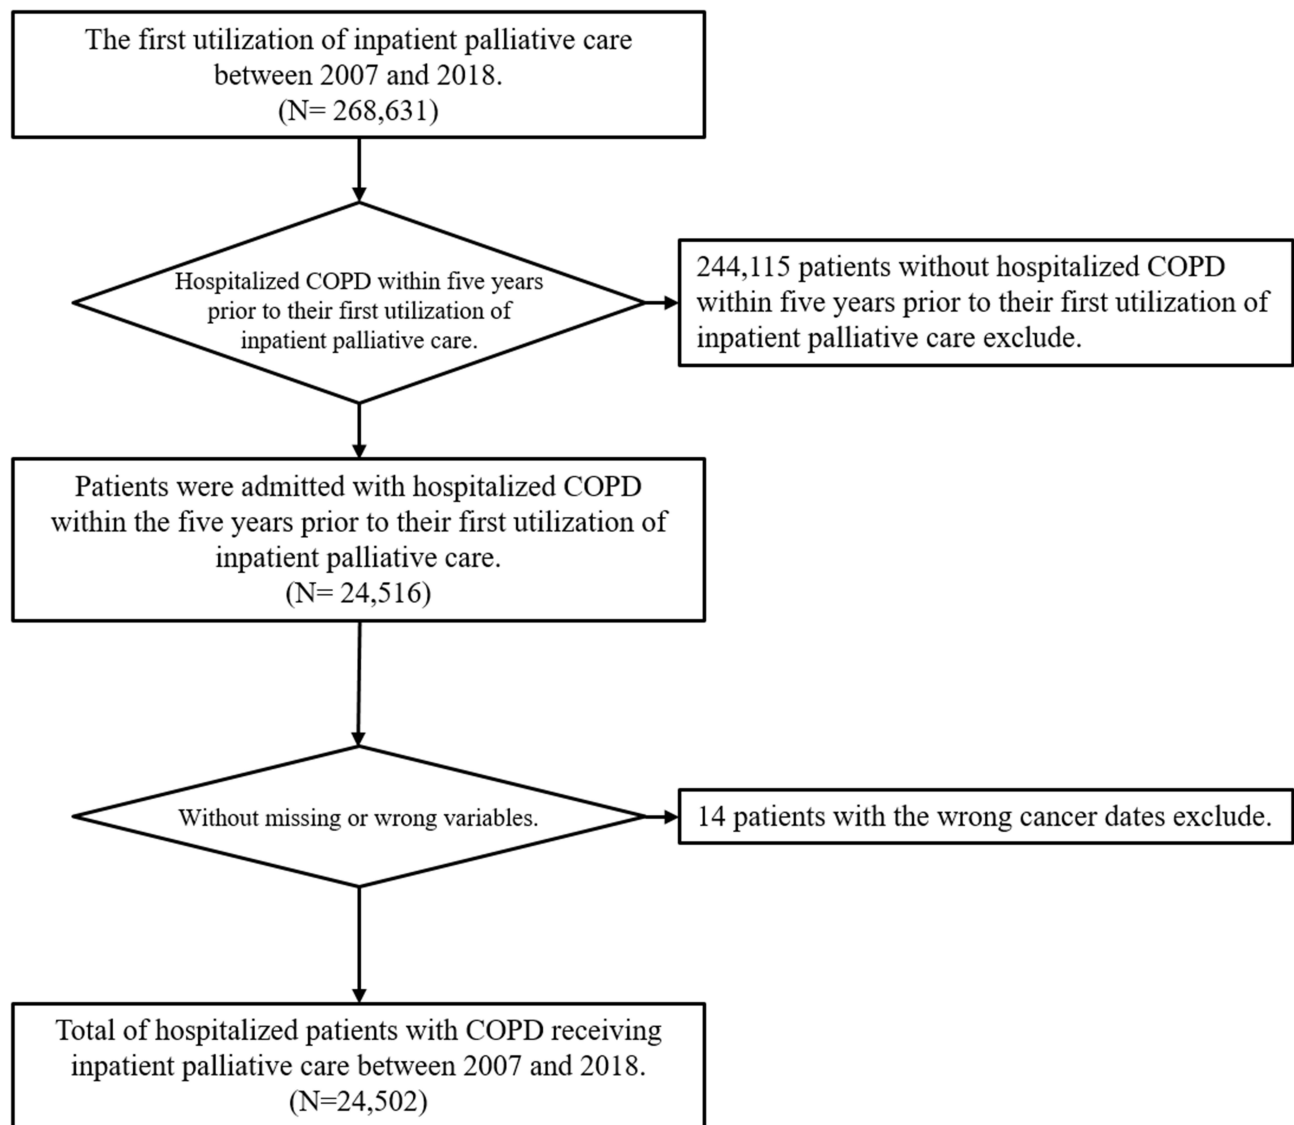 The first utilization of inpatient palliative care
between 2007 and 2018.
(N= 268,631)
Hospitalized COPD within five years
prior to their first utilization of
inpatient palliative care.
244,115 patients without hospitalized COPD
within five years prior to their first utilization of
inpatient palliative care exclude.
Patients were admitted with hospitalized COPD
within the five years prior to their first utilization of
inpatient palliative care.
(N= 24,516)
Without missing or wrong variables.
14 patients with the wrong cancer dates exclude.
Total of hospitalized patients with COPD receiving
inpatient palliative care between 2007 and 2018.
(N=24,502)